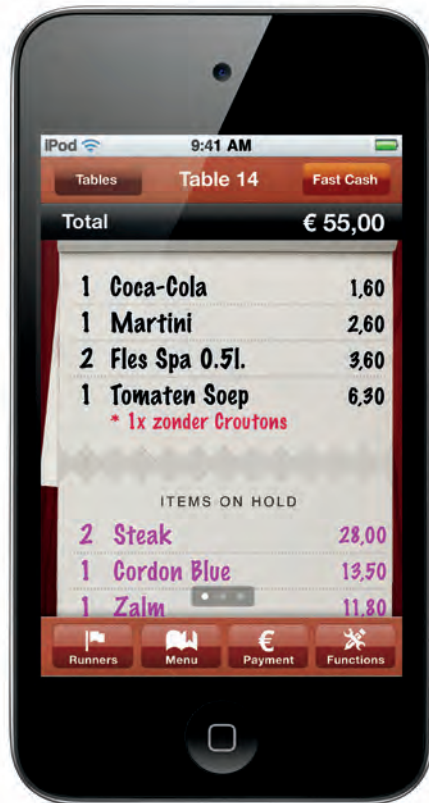 iPod 9:41 AM
Tables Table 14 Fast Cash
Total € 55,00
1 Coca-Cola 1,60
1 Martini 2,60
2 Fles Spa 0.5l. 3,60
1 Tomaten Soep 6,30
* 1x zonder Croutons
ITEMS ON HOLD
2 Steak 28,00
1 Cordon Blue 13,50
1 Zalm 11,80
Runners Menu € Payment Functions